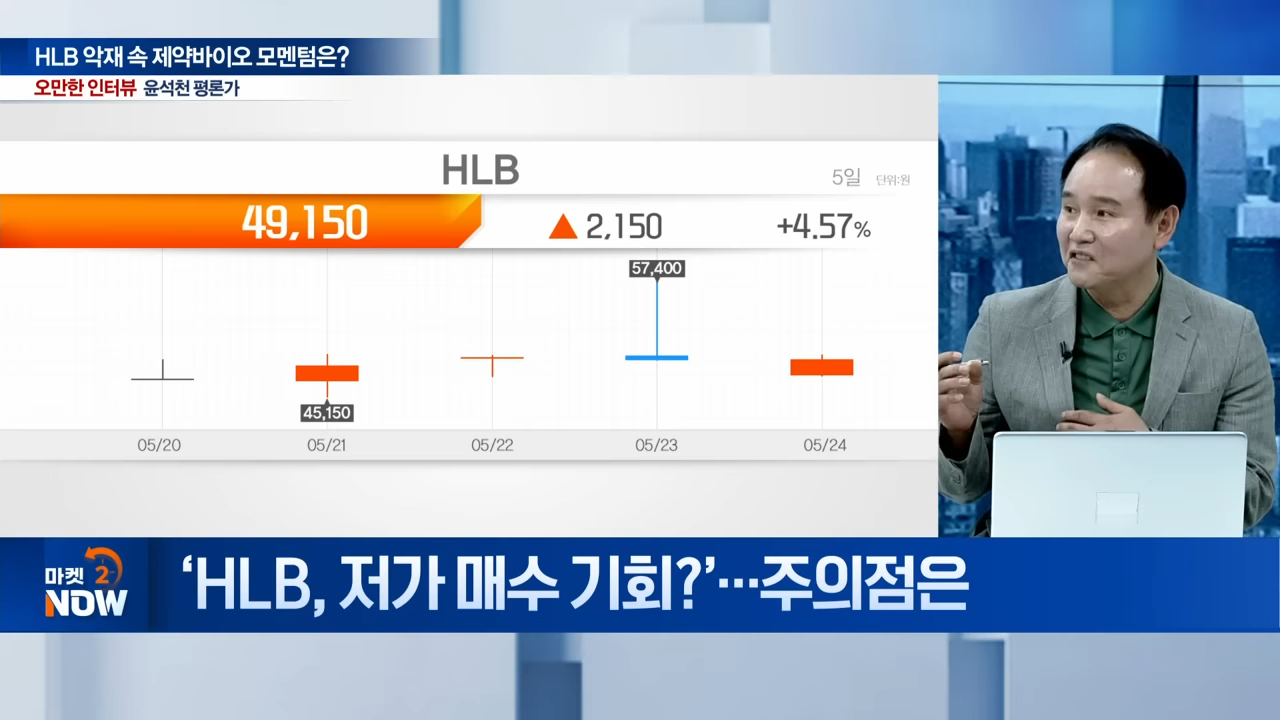 HLB 악재 속 제약바이오 모멘텀은?
오만한 인터뷰 윤석천 평론가
HLB
5일 단위:원
49,150 ▲ 2,150 +4.57%
57,400
45,150
05/20 05/21 05/22 05/23 05/24
마켓 2
NOW
‘HLB, 저가 매수 기회?’…주의점은